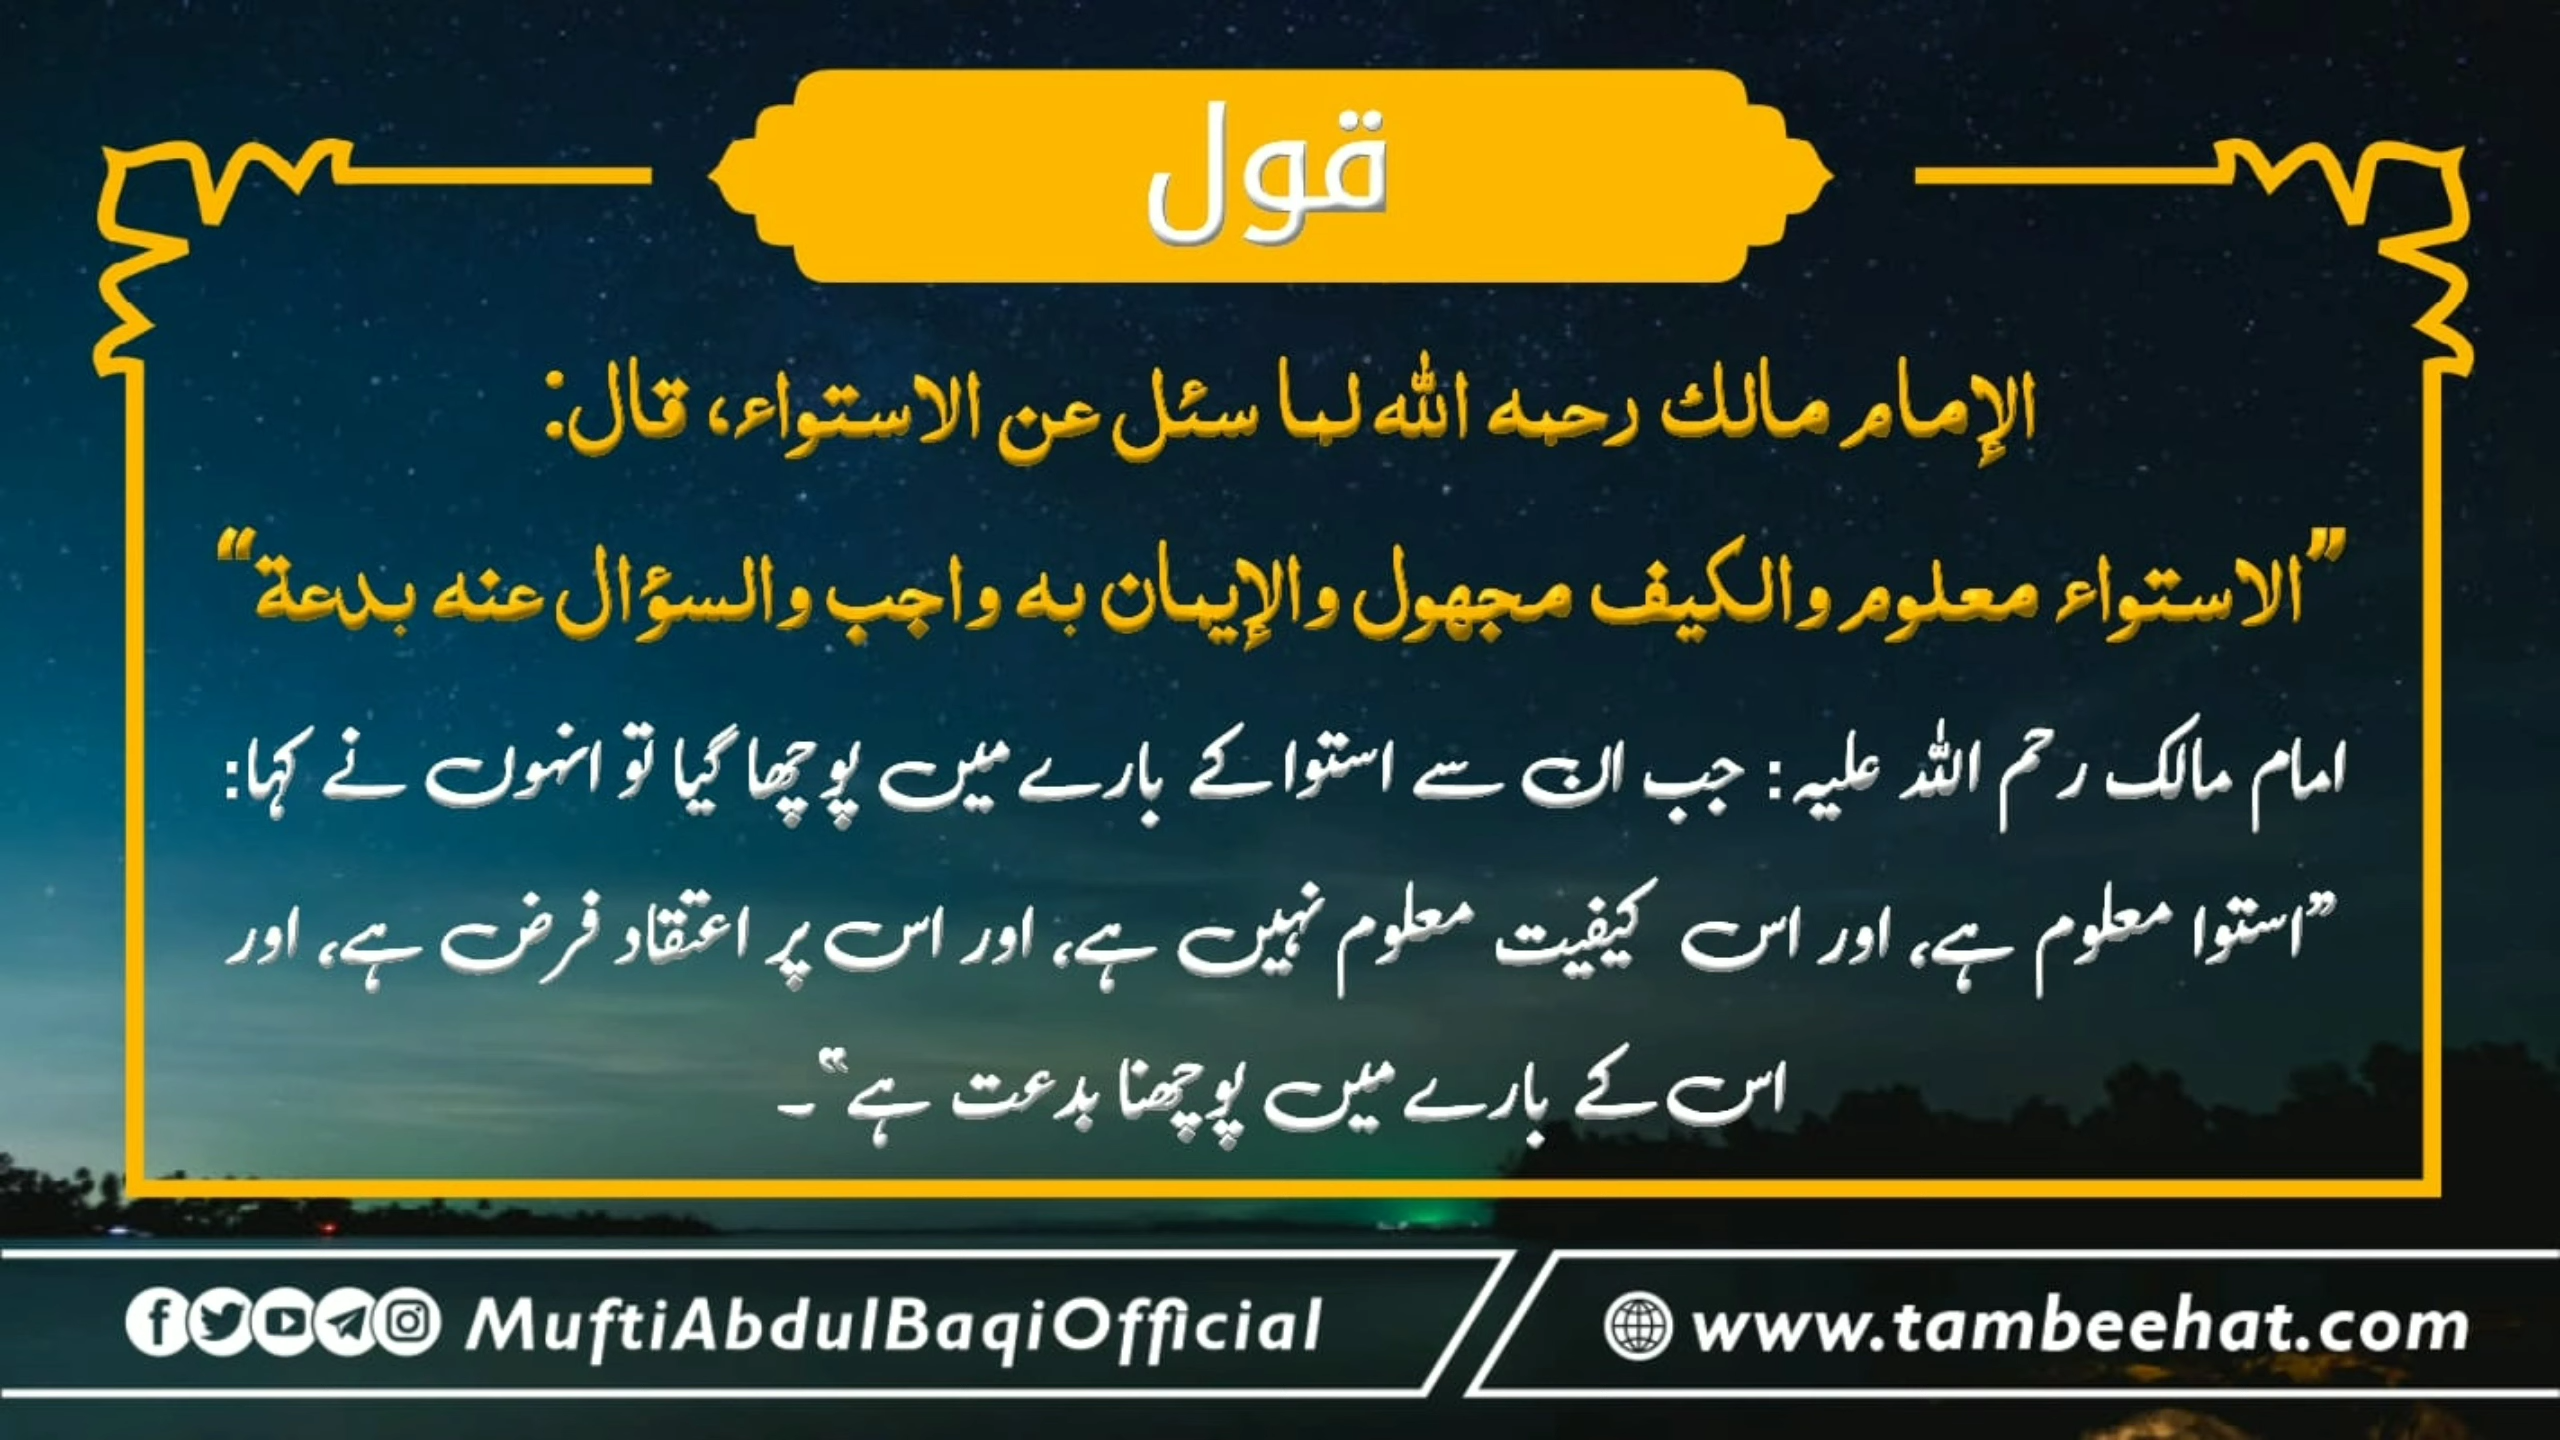 قول
الإمام مالك رحمه الله لما سئل عن الاستواء، قال:
”الاستواء معلوم والكيف مجهول والإيمان به واجب والسؤال عنه بدعة“
امام مالک رحم اللہ علیہ: جب ان سے استوا کے بارے میں پوچھا گیا تو انہوں نے کہا:
”استوا معلوم ہے، اور اس کیفیت معلوم نہیں ہے، اور اس پر اعتقاد فرض ہے، اور
اس کے بارے میں پوچھنا بدعت ہے“۔
MuftiAbdulBaqiOfficial
www.tambeehat.com